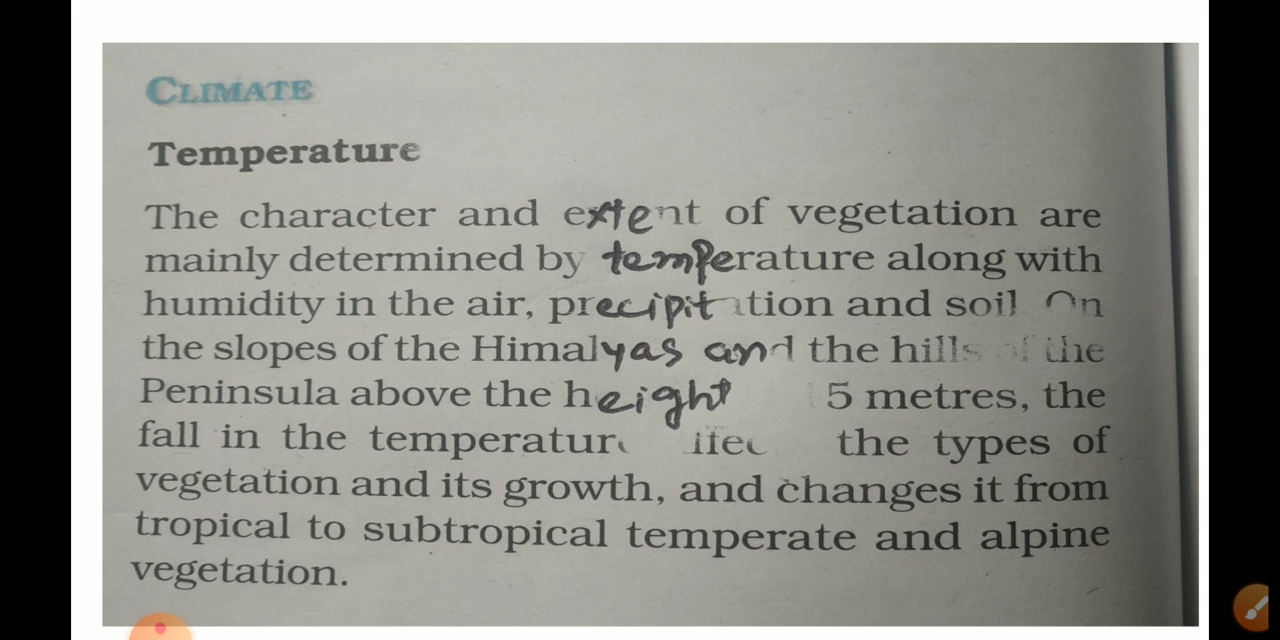 CLIMATE
Temperature
The character and extent of vegetation are
mainly determined by temperature along with
humidity in the air, precipitation and soil On
the slopes of the Himalyas and the hills of the
Peninsula above the height 5 metres, the
fall in the temperature the types of
vegetation and its growth, and changes it from
tropical to subtropical temperate and alpine
vegetation.